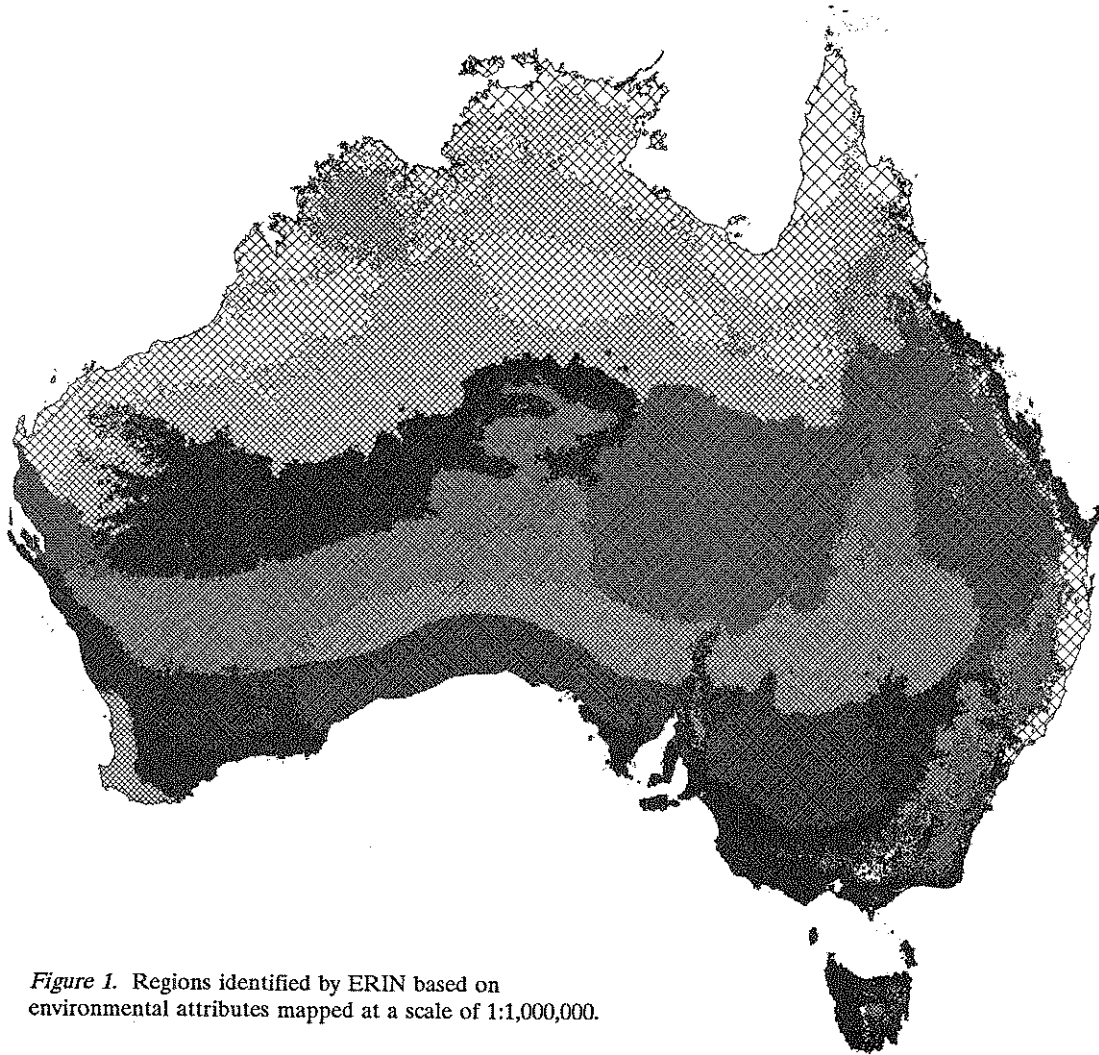 Figure 1. Regions identified by ERIN based on
environmental attributes mapped at a scale of 1:1,000,000.